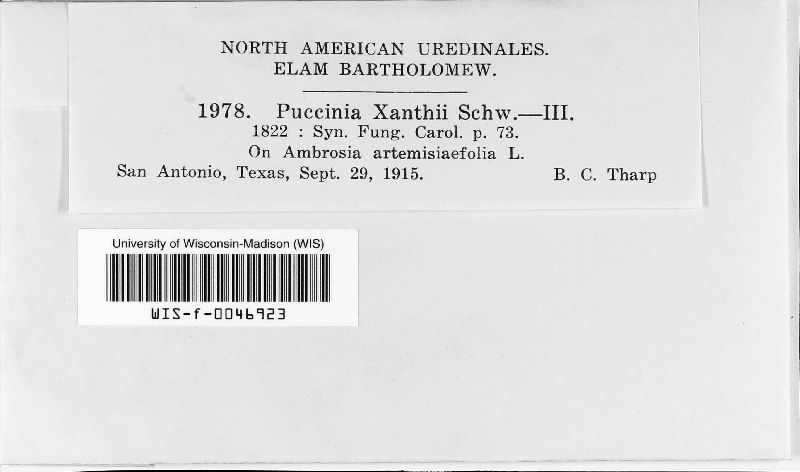 NORTH AMERICAN UREDINALES.
ELAM BARTHOLOMEW.
1978. Puccinia Xanthii Schw.—III.
1822 : Syn. Fung. Carol. p. 73.
On Ambrosia artemisiaefolia L.
San Antonio, Texas, Sept. 29, 1915. B. C. Tharp
University of Wisconsin-Madison (WIS)
WIS-f-0046923